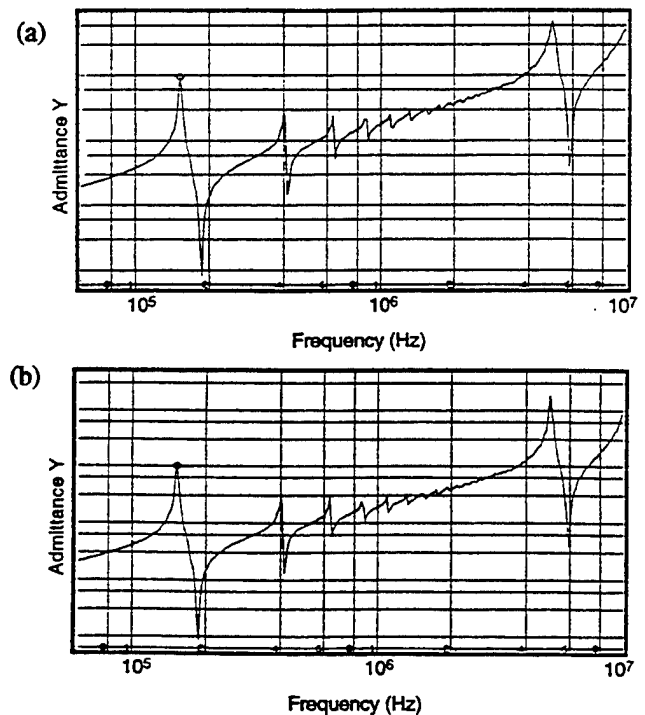 (a)
Admittance Y
10⁵ 10⁶ 10⁷
Frequency (Hz)
(b)
Admittance Y
10⁵ 10⁶ 10⁷
Frequency (Hz)